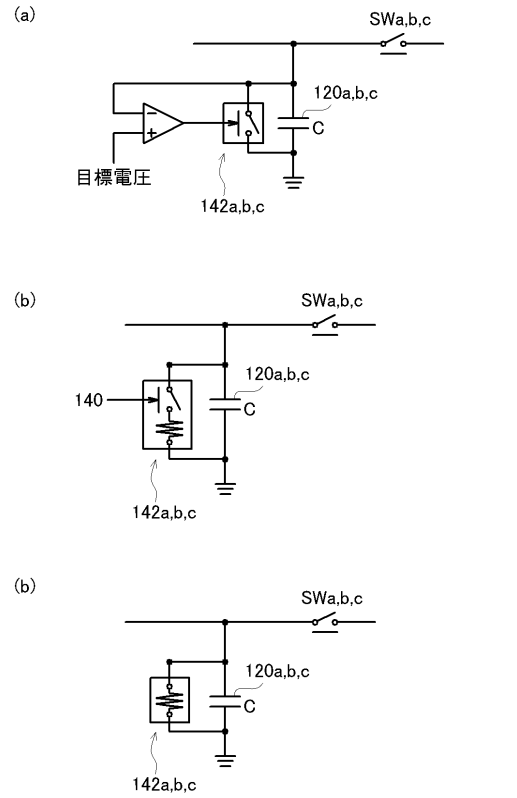 (a)
SWa,b,c
120a,b,c
C
−
+
目標電圧
142a,b,c
(b)
SWa,b,c
120a,b,c
140
C
142a,b,c
(b)
SWa,b,c
120a,b,c
C
142a,b,c